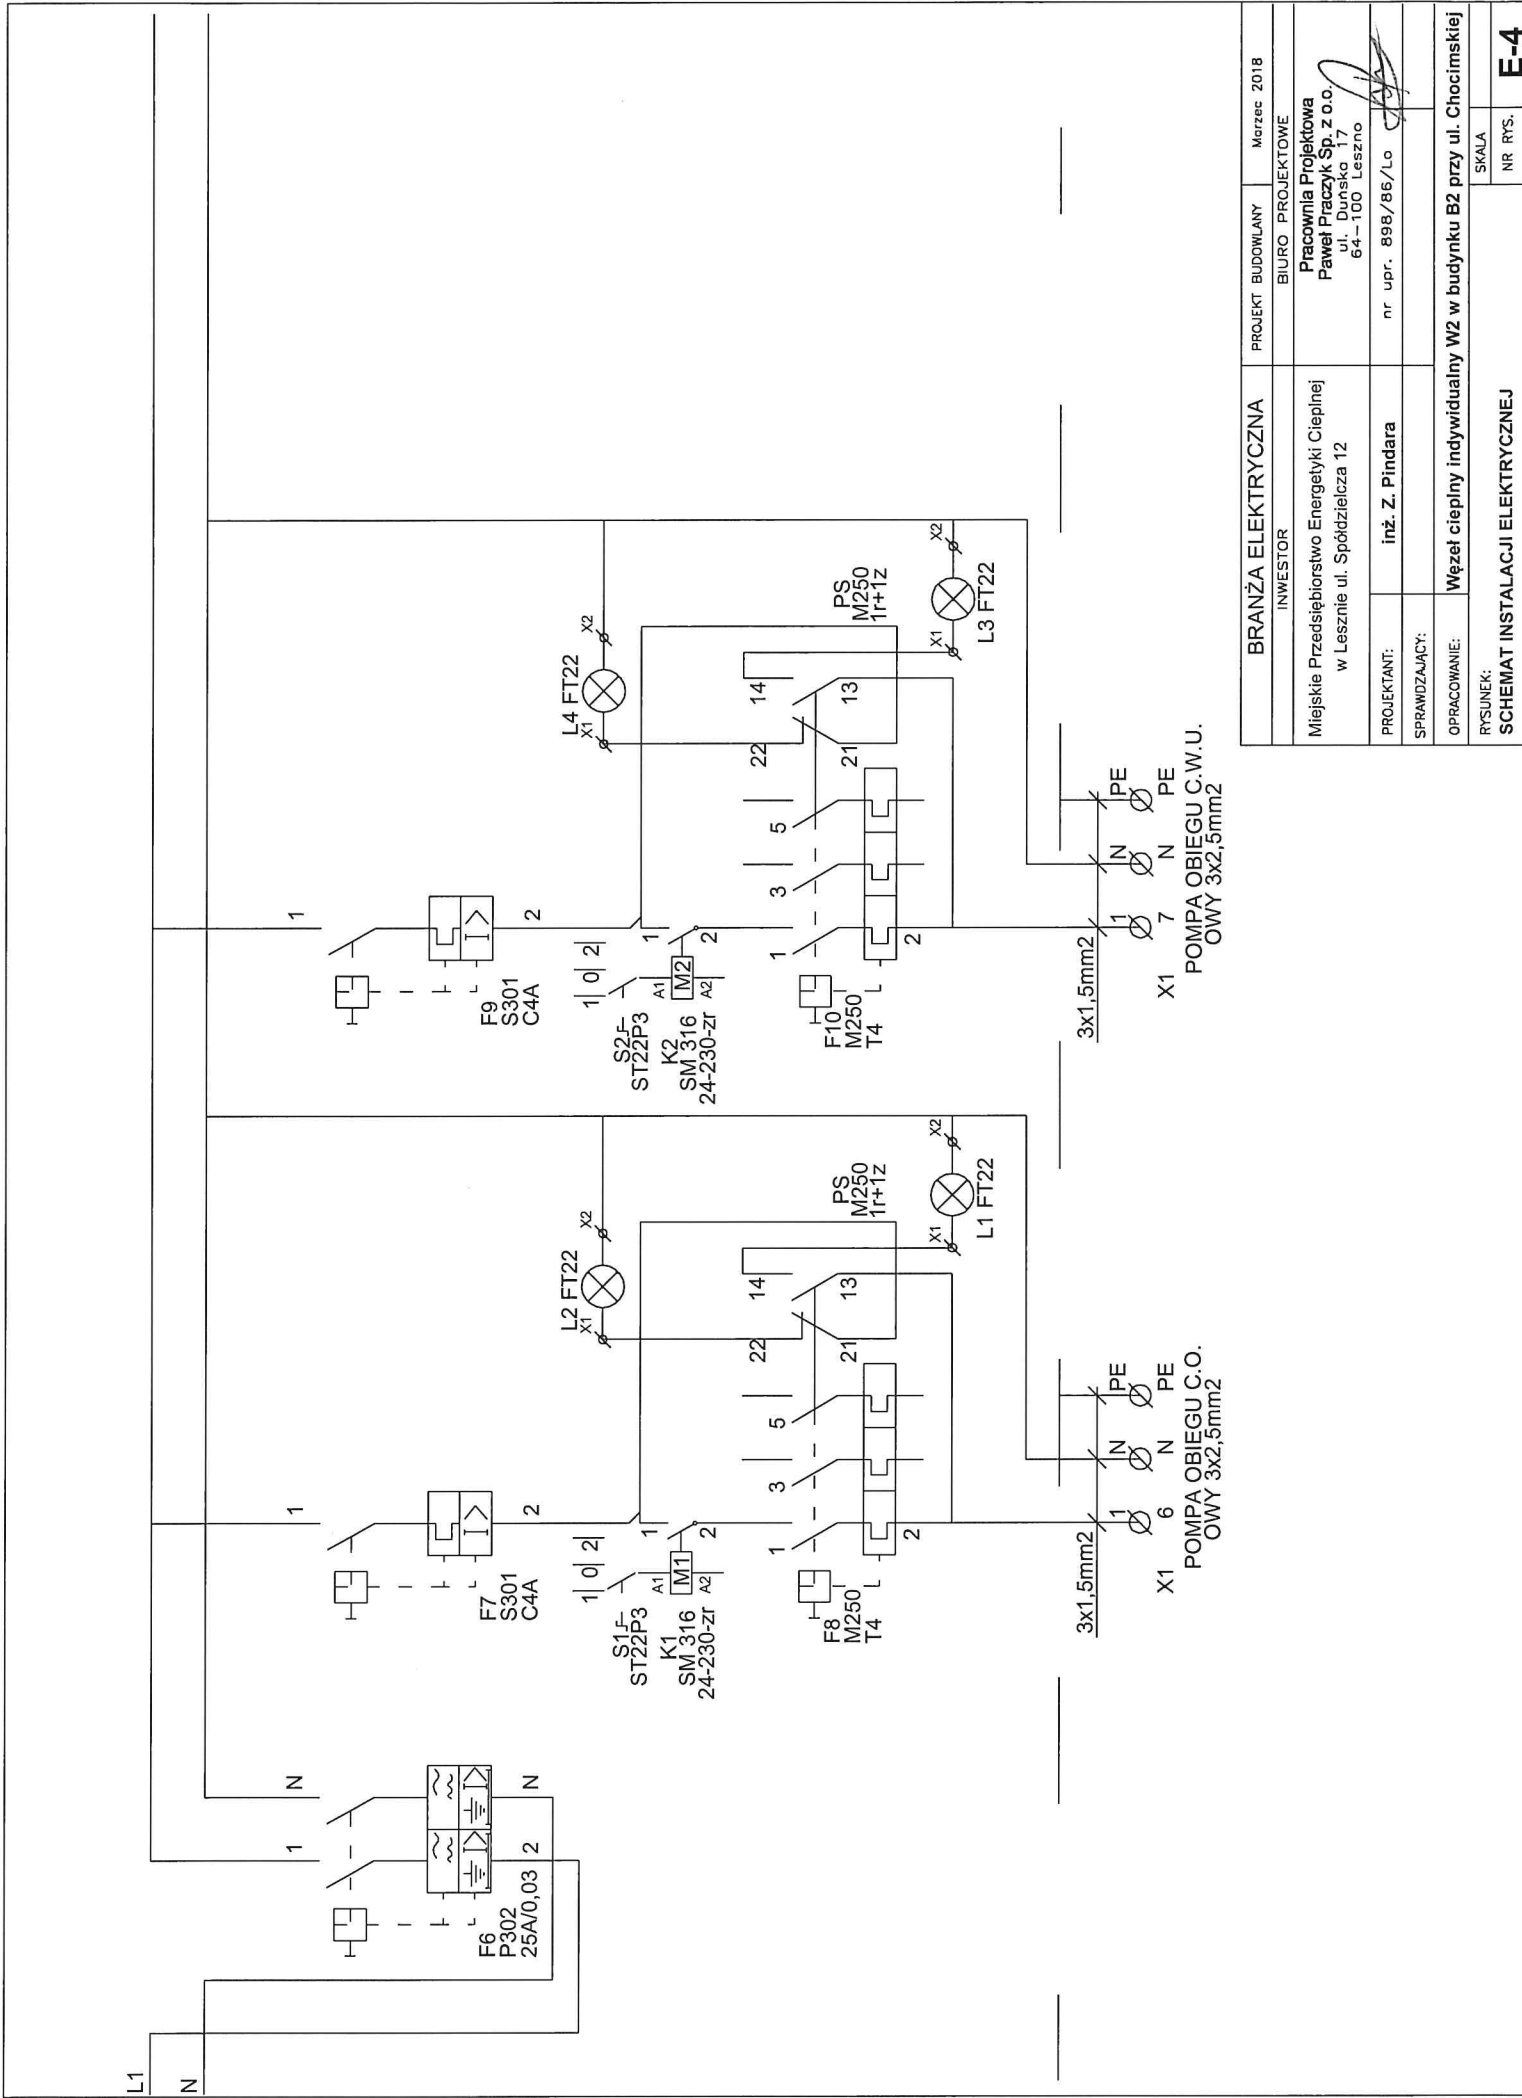 L1
N
1
N
F6
P302
25A/0,03
2
N
1
F7
S301
C4A
2
1| 0| 2|
S1
ST22P3
K1
SM 316
24-230-zr
A1
M1
A2
1
2
L2 FT22
X1
X2
F8
M250
T4
1
3
5
2
22
14
21
13
PS
M250
1r+1z
X1
X2
L1 FT22
3x1,5mm2
1
N
PE
X1
6
N
PE
POMPA OBIEGU C.O.
OWY 3x2,5mm2
1
F9
S301
C4A
2
1| 0| 2|
S2
ST22P3
K2
SM 316
24-230-zr
A1
M2
A2
1
2
L4 FT22
X1
X2
F10
M250
T4
1
3
5
2
22
14
21
13
PS
M250
1r+1z
X1
X2
L3 FT22
3x1,5mm2
1
N
PE
X1
7
N
PE
POMPA OBIEGU C.W.U.
OWY 3x2,5mm2
BRANŻA ELEKTRYCZNA
PROJEKT BUDOWLANY
Marzec 2018
INWESTOR
BIURO PROJEKTOWE
Miejskie Przedsiębiorstwo Energetyki Cieplnej
w Lesznie ul. Spółdzielcza 12
Pracownia Projektowa
Paweł Praczyk Sp. z o.o.
ul. Duńska 17
64-100 Leszno
PROJEKTANT:
inż. Z. Pindara
nr upr. 898/86/Lo
SPRAWDZAJĄCY:
OPRACOWANIE:
Węzeł cieplny indywidualny W2 w budynku B2 przy ul. Chocimskiej
RYSUNEK:
SCHEMAT INSTALACJI ELEKTRYCZNEJ
SKALA
NR RYS.
E-4